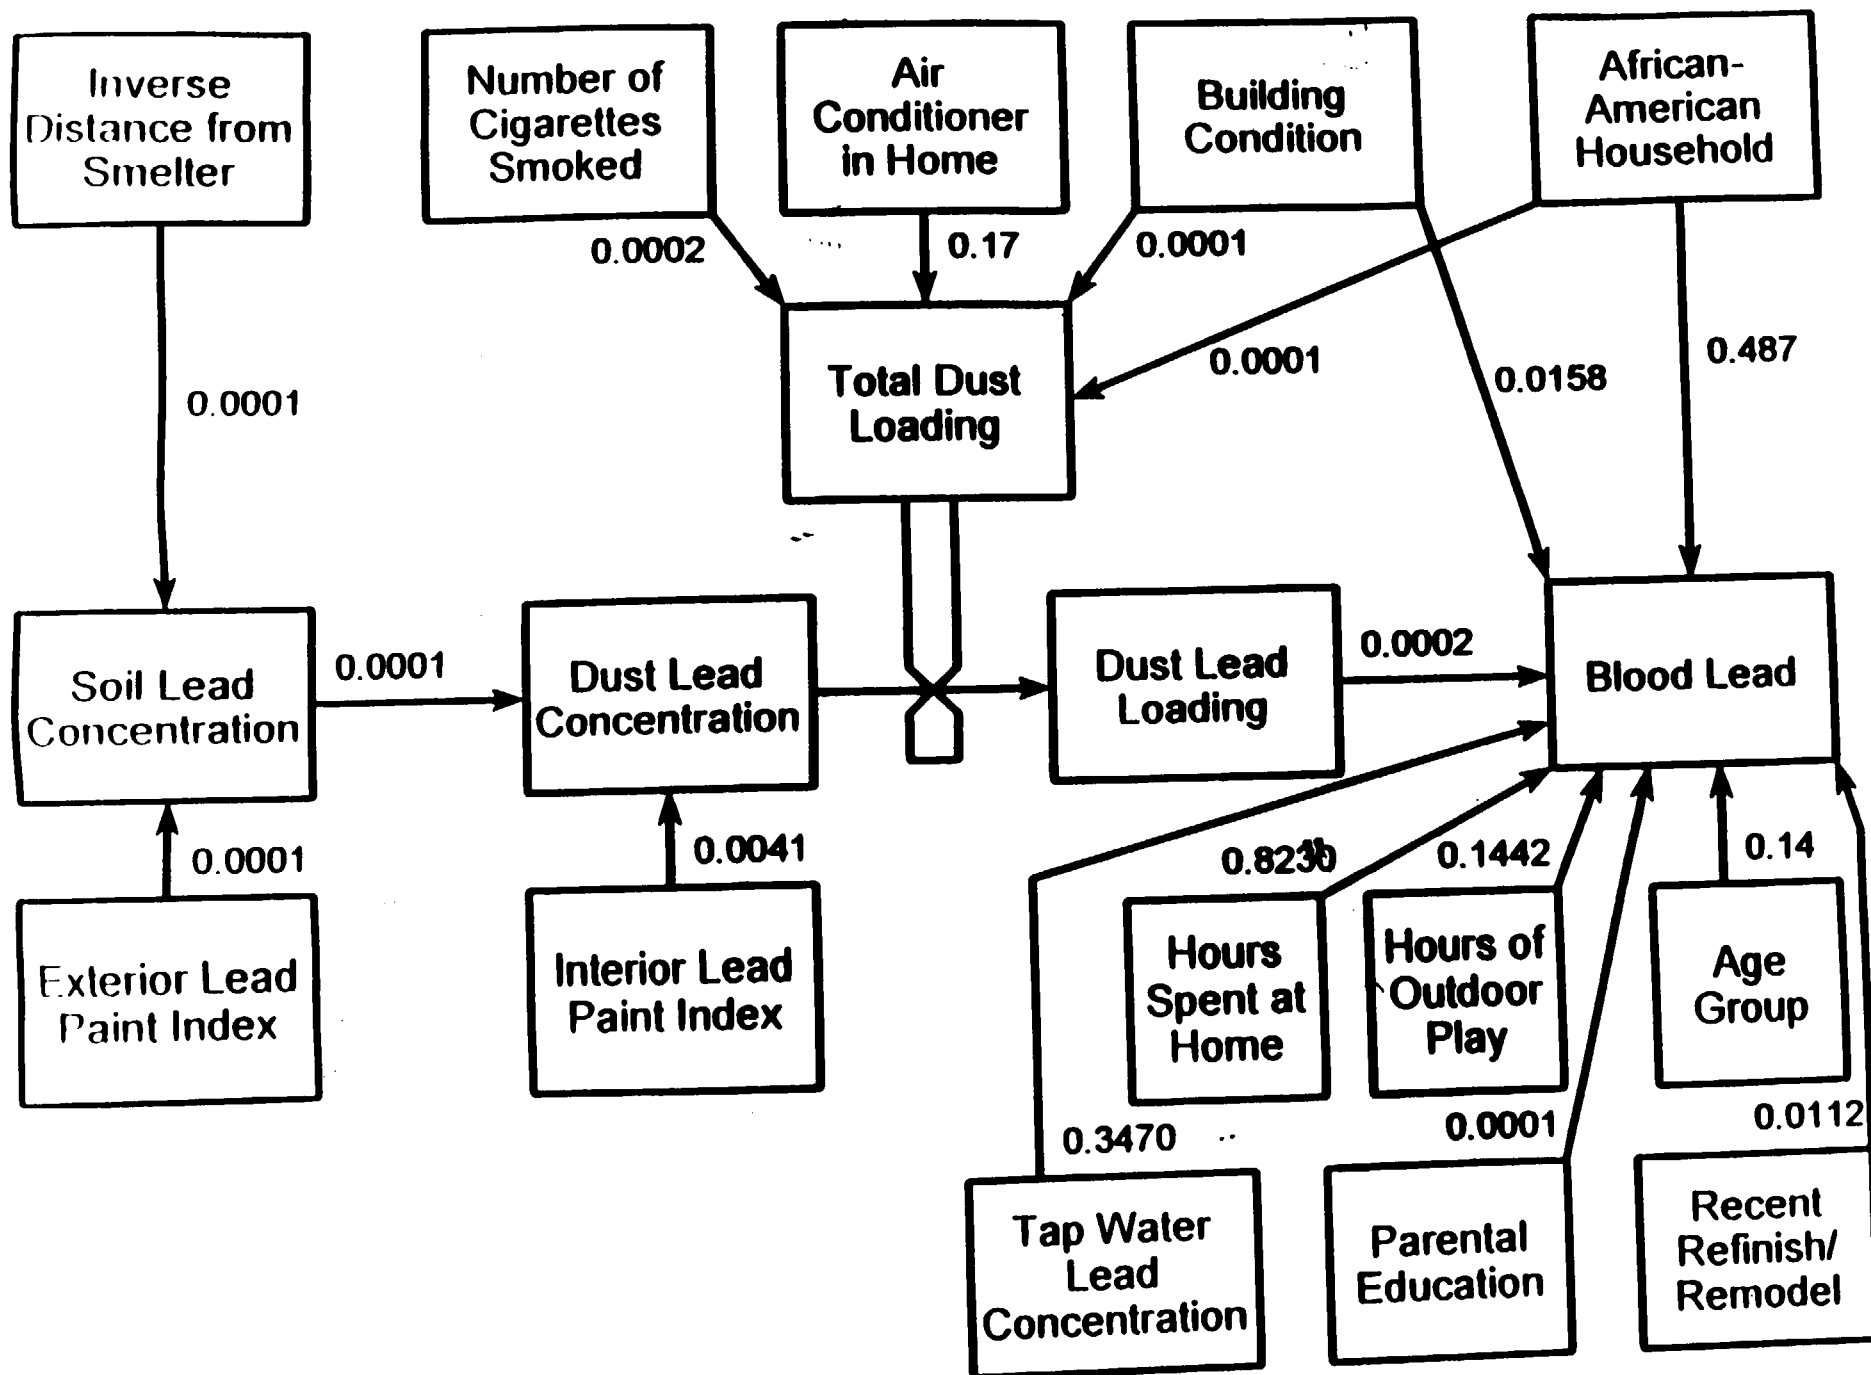 Inverse
Distance from
Smelter
Number of
Cigarettes
Smoked
Air
Conditioner
in Home
Building
Condition
African-
American
Household
0.0002
0.17
0.0001
0.0001
0.0001
0.0158
0.487
Total Dust
Loading
Soil Lead
Concentration
0.0001
Dust Lead
Concentration
Dust Lead
Loading
0.0002
Blood Lead
0.0001
0.0041
0.8230
0.1442
0.14
Exterior Lead
Paint Index
Interior Lead
Paint Index
Hours
Spent at
Home
Hours of
Outdoor
Play
Age
Group
0.3470
0.0001
0.0112
Tap Water
Lead
Concentration
Parental
Education
Recent
Refinish/
Remodel